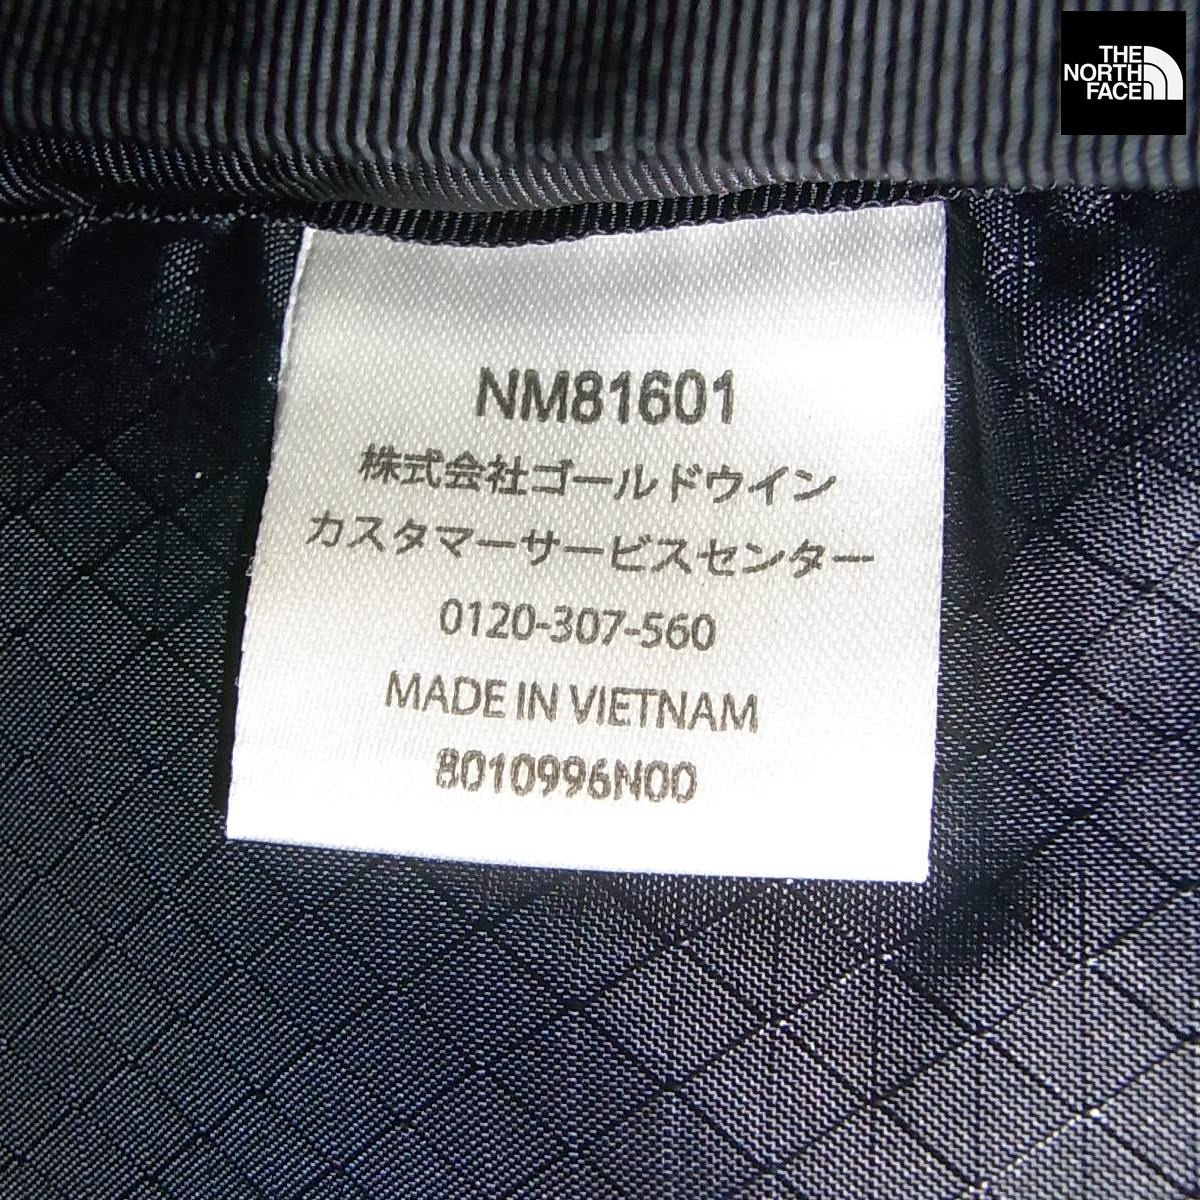 THE
NORTH
FACE
NM81601
株式会社ゴールドウイン
カスタマーサービスセンター
0120-307-560
MADE IN VIETNAM
8010996N00